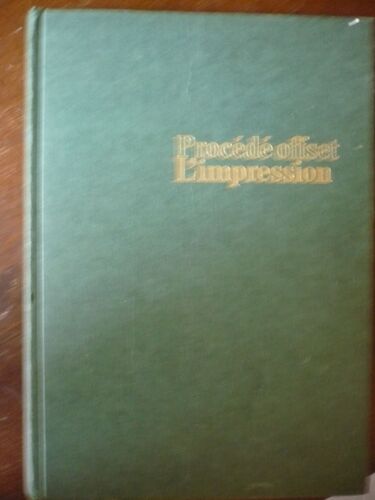 Procédé offset
L'impression